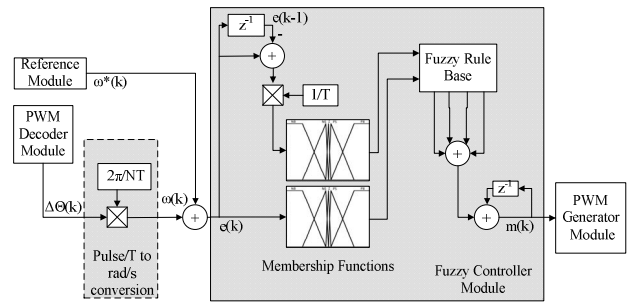 Reference
Module
ω*(k)
PWM
Decoder
Module
ΔΘ(k)
2π/NT
ω(k)
Pulse/T to
rad/s
conversion
+
e(k)
z⁻¹
e(k-1)
-
+
1/T
Membership Functions
Fuzzy Rule
Base
+
z⁻¹
+
m(k)
Fuzzy Controller
Module
PWM
Generator
Module